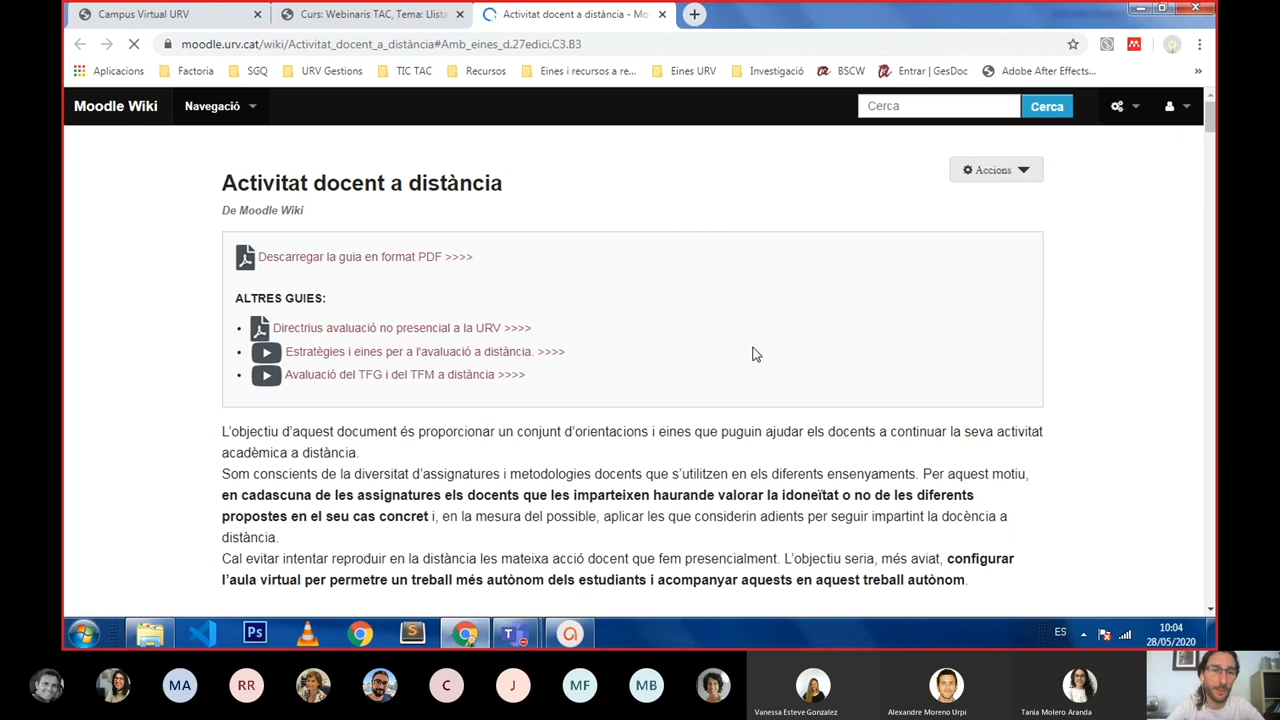 Campus Virtual URV
Curs: Webinaris TAC, Tema: Llista
Activitat docent a distància - Mo
moodle.urv.cat/wiki/Activitat_docent_a_distància#Amb_eines_d.27edici.C3.B3
Aplicacions
Factoria
SGQ
URV Gestions
TIC TAC
Recursos
Eines i recursos a re...
Eines URV
Investigació
BSCW
Entrar | GesDoc
Adobe After Effects...
»
Moodle Wiki
Navegació
Cerca
Cerca
Activitat docent a distància
Accions
De Moodle Wiki
Descarregar la guia en format PDF >>>>
ALTRES GUIES:
• Directrius avaluació no presencial a la URV >>>>
• Estratègies i eines per a l'avaluació a distància. >>>>
• Avaluació del TFG i del TFM a distància >>>>
L’objectiu d’aquest document és proporcionar un conjunt d’orientacions i eines que puguin ajudar els docents a continuar la seva activitat
acadèmica a distància.
Som conscients de la diversitat d’assignatures i metodologies docents que s’utilitzen en els diferents ensenyaments. Per aquest motiu,
en cadascuna de les assignatures els docents que les imparteixen haurande valorar la idoneïtat o no de les diferents
propostes en el seu cas concret i, en la mesura del possible, aplicar les que considerin adients per seguir impartint la docència a
distància.
Cal evitar intentar reproduir en la distància les mateixa acció docent que fem presencialment. L’objectiu seria, més aviat, configurar
l’aula virtual per permetre un treball més autònom dels estudiants i acompanyar aquests en aquest treball autònom.
Ps
S
T
ES
10:04
28/05/2020
MA
RR
C
J
MF
MB
Vanessa Esteve Gonzalez
Alexandre Moreno Urpi
Tania Molero Aranda